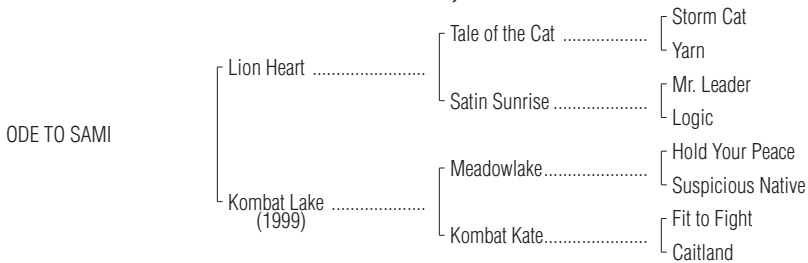 Storm Cat
Tale of the Cat ..................
Yarn
Lion Heart ........................
Mr. Leader
Satin Sunrise ....................
Logic
ODE TO SAMI
Hold Your Peace
Meadowlake......................
Suspicious Native
Kombat Lake ....................
(1999)
Fit to Fight
Kombat Kate......................
Caitland